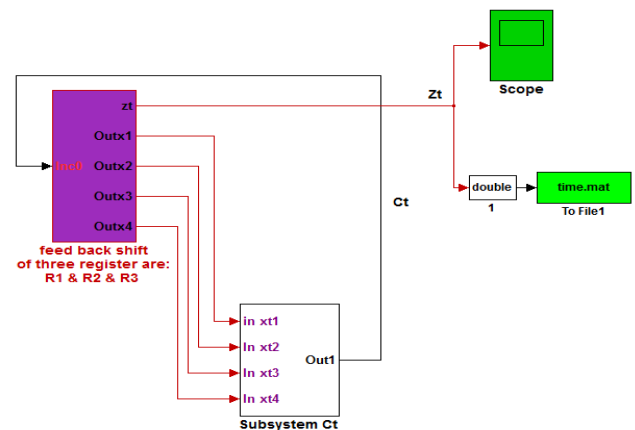 Zt
Scope
zt
Outx1
Inc0
Outx2
Outx3
Outx4
feed back shift
of three register are:
R1 & R2 & R3
Ct
double
1
time.mat
To File1
in xt1
In xt2
In xt3
In xt4
Out1
Subsystem Ct